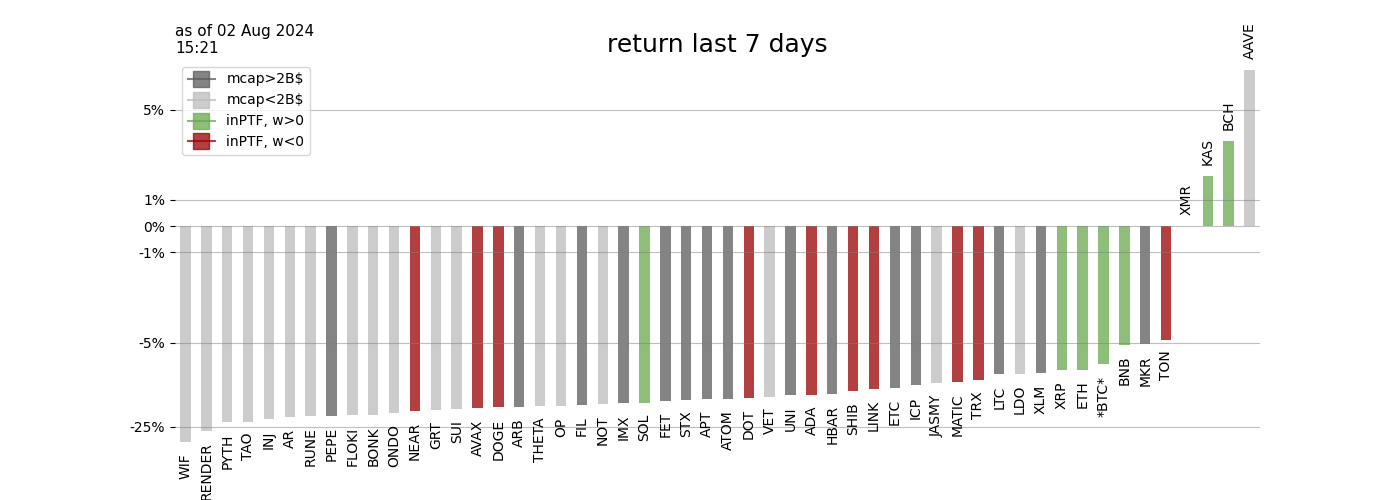 as of 02 Aug 2024
15:21
return last 7 days
mcap>2B$
mcap<2B$
inPTF, w>0
inPTF, w<0
5%
1%
0%
-1%
-5%
-25%
WIF
RENDER
PYTH
TAO
INJ
AR
RUNE
PEPE
FLOKI
BONK
ONDO
NEAR
GRT
SUI
AVAX
DOGE
ARB
THETA
OP
FIL
NOT
IMX
SOL
FET
STX
APT
ATOM
DOT
VET
UNI
ADA
HBAR
SHIB
LINK
ETC
ICP
JASMY
MATIC
TRX
LTC
LDO
XLM
XRP
ETH
*BTC*
BNB
MKR
TON
XMR
KAS
BCH
AAVE